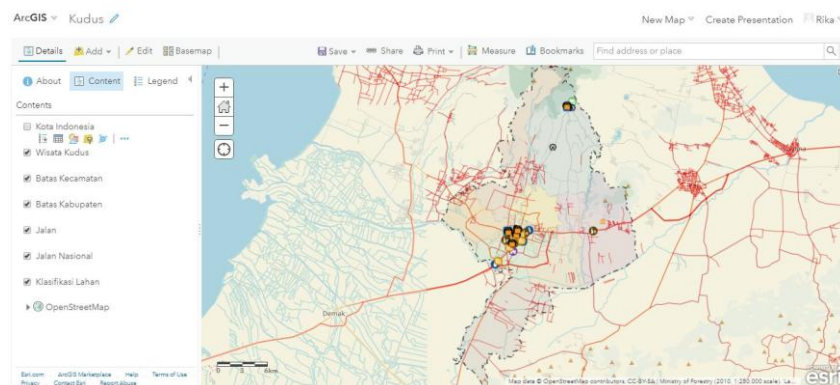 ArcGIS Kudus
New Map Create Presentation Rika
Details Add Edit Basemap Save Share Print Measure Bookmarks Find address or place
About Content Legend
Contents
Kota Indonesia
Wisata Kudus
Batas Kecamatan
Batas Kabupaten
Jalan
Jalan Nasional
Klasifikasi Lahan
OpenStreetMap
Demak
Esri.com ArcGIS Marketplace Help Terms of Use
Privacy Contact Esri Report Abuse
Map data © OpenStreetMap contributors, CC-BY-SA | Ministry of Forestry (2010, 1:250,000 scale), La...
esri